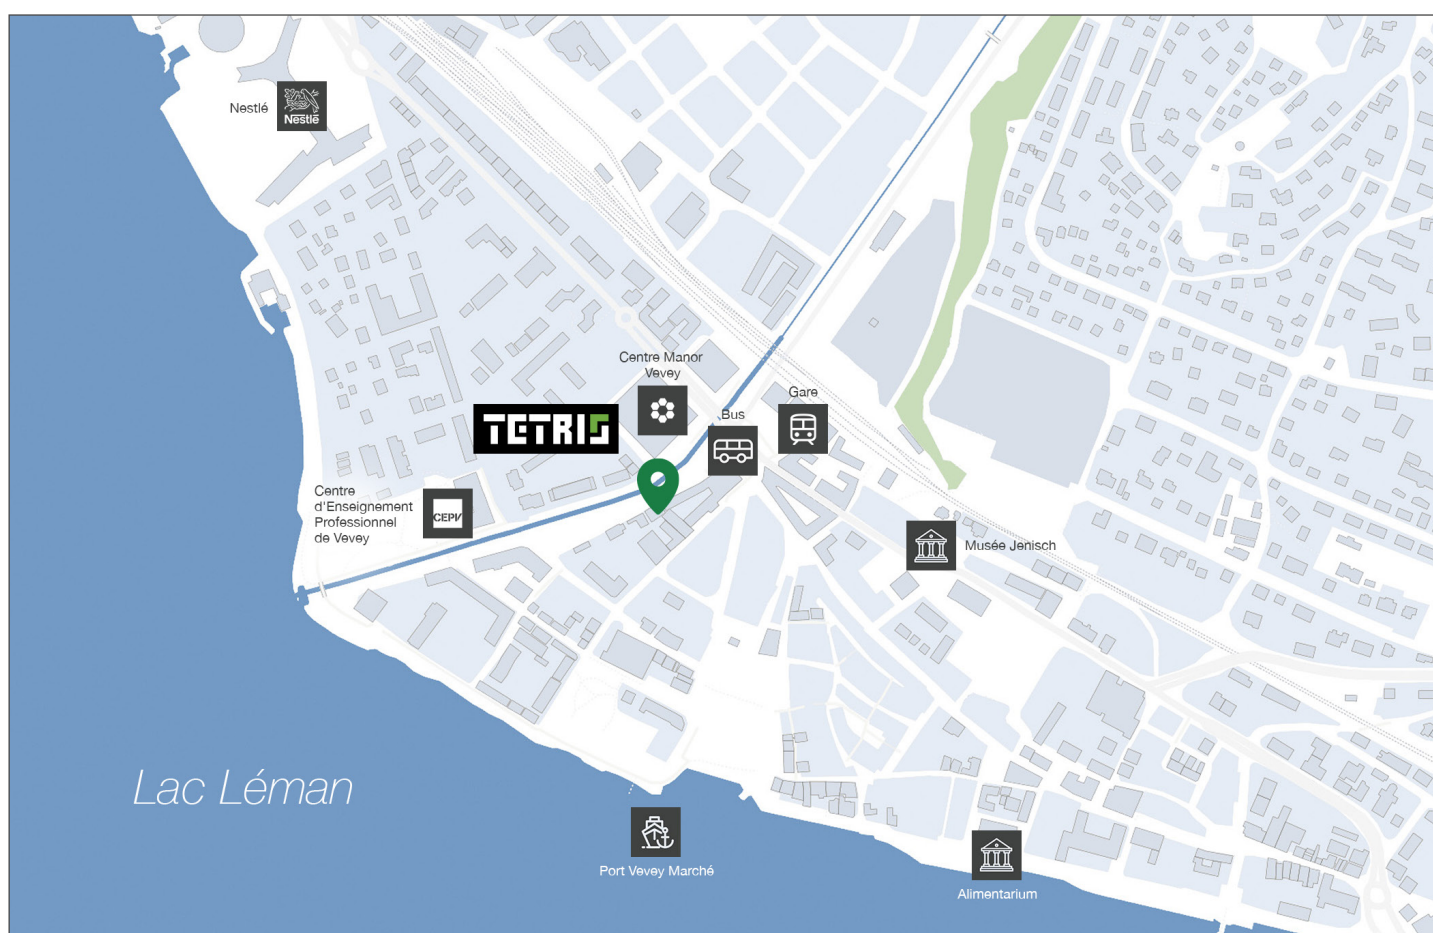 Nestlé
Nestlé
Centre Manor
Vevey
Gare
Bus
TETRIS
Centre
d'Enseignement
Professionnel
de Vevey
CEPV
Musée Jenisch
Lac Léman
Port Vevey Marché
Alimentarium